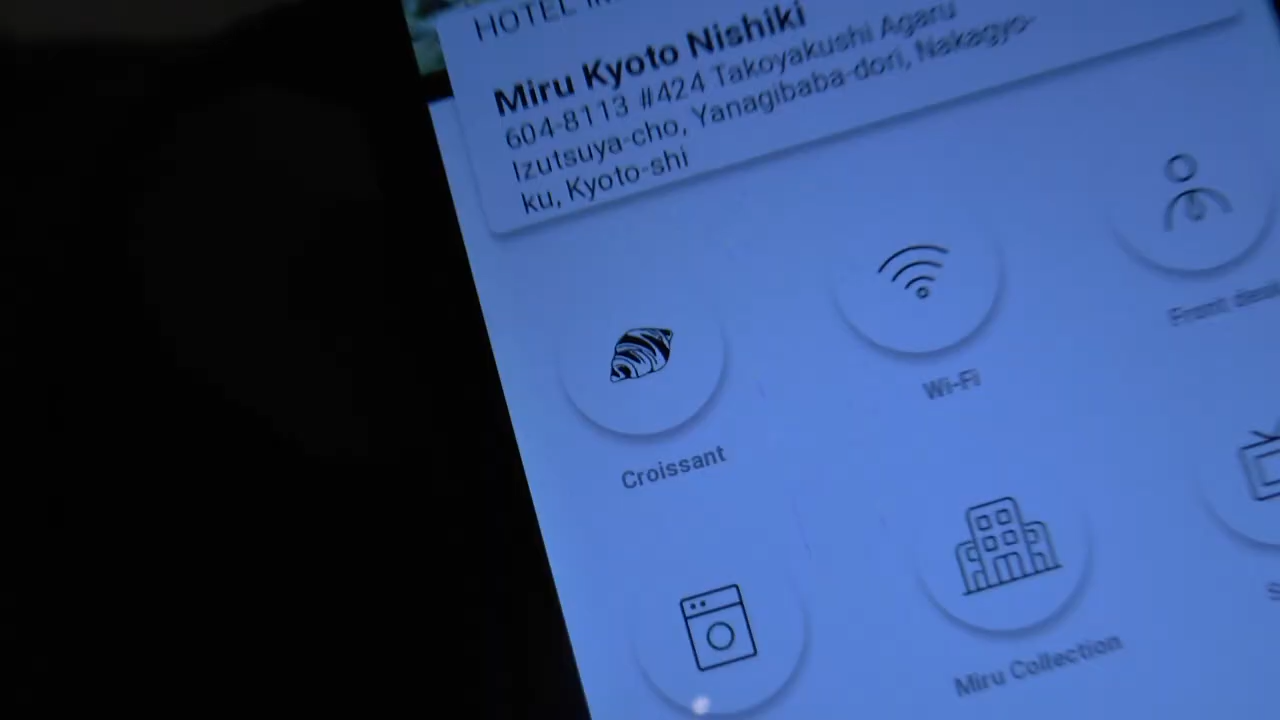 HOTEL
Miru Kyoto Nishiki
604-8113 #424 Takoyakushi Agaru
Izutsuya-cho, Yanagibaba-dori, Nakagyo-
ku, Kyoto-shi
Front
Wi-Fi
Croissant
Miru Collection